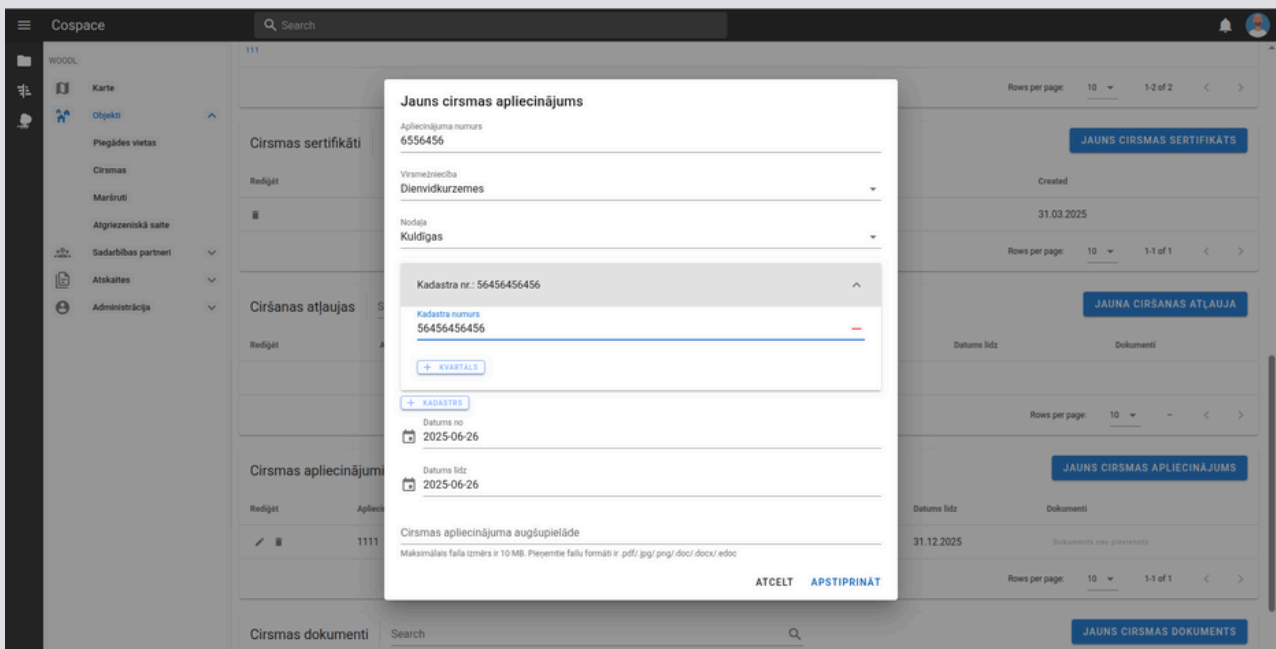 Cospace
Search
WOODL
Karte
Objekti
Piegādes vietas
Cirsmas
Maršruti
Atgriezeniskā saite
Sadarbības partneri
Atskaites
Administrācija
111
Rows per page: 10 1-2 of 2
Cirsmas sertifikāti
JAUNS CIRSMAS SERTIFIKĀTS
Rediģēt Created
31.03.2025
Rows per page: 10 1-1 of 1
Ciršanas atļaujas
JAUNA CIRŠANAS ATĻAUJA
Rediģēt Datums līdz Dokumenti
Rows per page: 10 –
Cirsmas apliecinājumi
JAUNS CIRSMAS APLIECINĀJUMS
Rediģēt Datums līdz Dokumenti
1111 31.12.2025 Dokuments nav pievienots
Rows per page: 10 1-1 of 1
Cirsmas dokumenti Search
JAUNS CIRSMAS DOKUMENTS
Jauns cirsmas apliecinājums
Apliecinājuma numurs
6556456
Virsmežniecība
Dienvidkurzemes
Nodaļa
Kuldīgas
Kadastra nr.: 56456456456
Kadastra numurs
56456456456
+ KVARTĀLS
+ KADASTRS
Datums no
2025-06-26
Datums līdz
2025-06-26
Cirsmas apliecinājuma augšupielāde
Maksimālais faila izmērs ir 10 MB. Pieņemtie failu formāti ir .pdf/.jpg/.png/.doc/.docx/.edoc
ATCELT APSTIPRINĀT